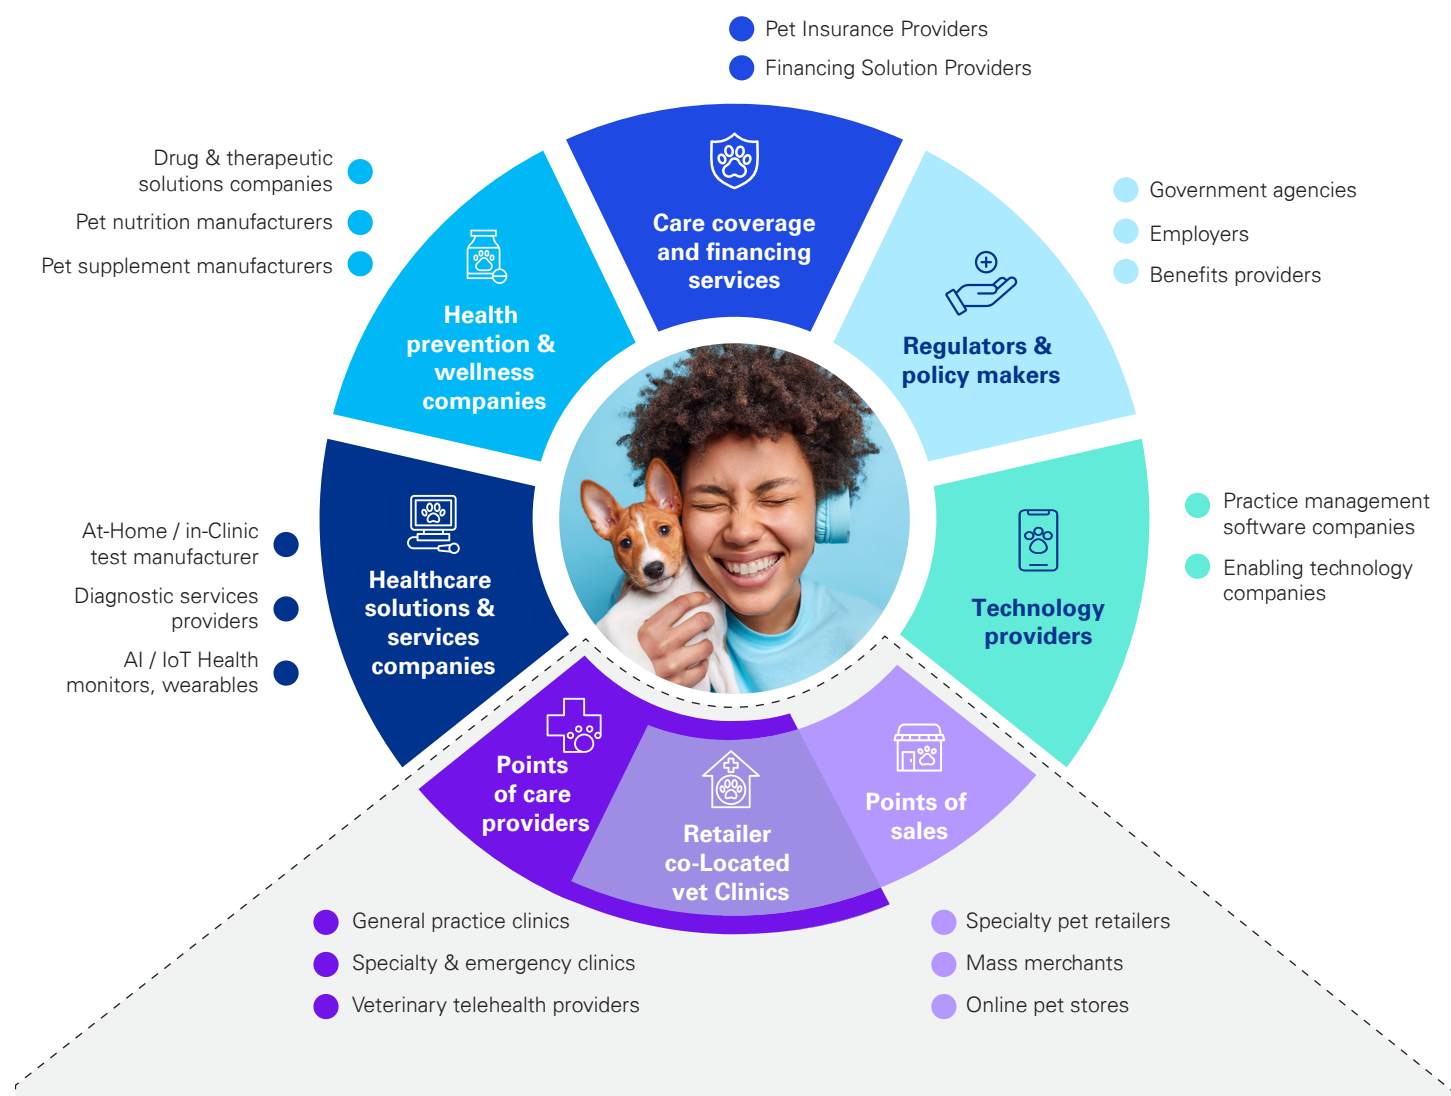 Pet Insurance Providers
Financing Solution Providers
Care coverage
and financing
services
Drug & therapeutic
solutions companies
Pet nutrition manufacturers
Pet supplement manufacturers
Health
prevention &
wellness
companies
Government agencies
Employers
Benefits providers
Regulators &
policy makers
At-Home / in-Clinic
test manufacturer
Diagnostic services
providers
AI / IoT Health
monitors, wearables
Healthcare
solutions &
services
companies
Practice management
software companies
Enabling technology
companies
Technology
providers
Points
of care
providers
Retailer
co-Located
vet Clinics
Points of
sales
General practice clinics
Specialty & emergency clinics
Veterinary telehealth providers
Specialty pet retailers
Mass merchants
Online pet stores